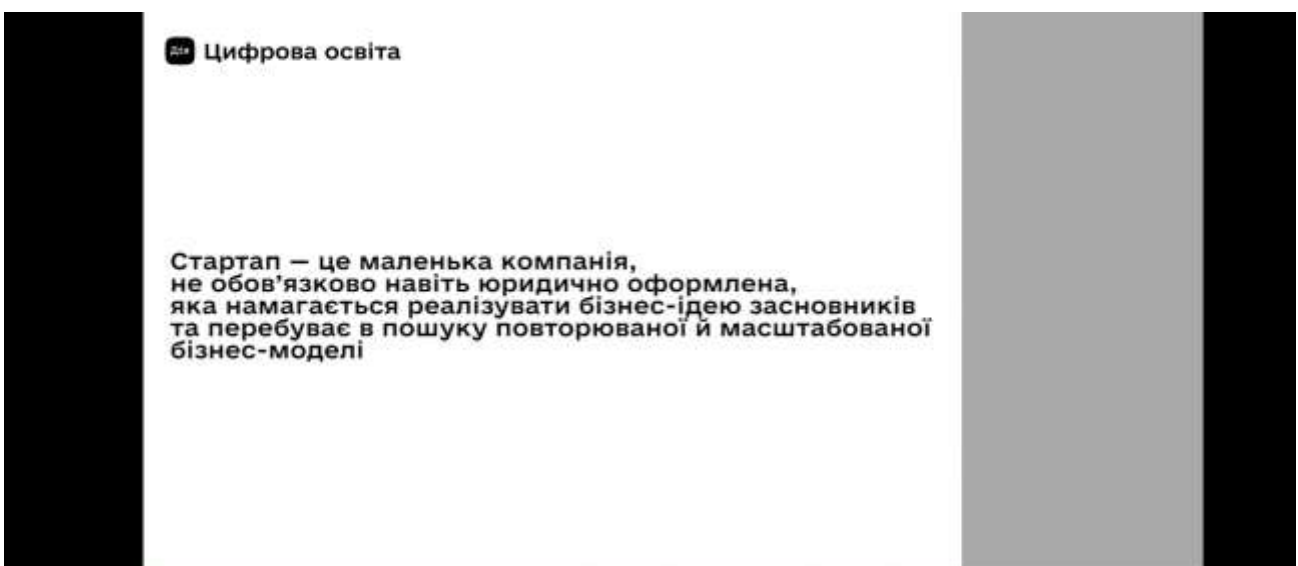 Дія Цифрова освіта
Стартап — це маленька компанія,
не обов’язково навіть юридично оформлена,
яка намагається реалізувати бізнес-ідею засновників
та перебуває в пошуку повторюваної й масштабованої
бізнес-моделі